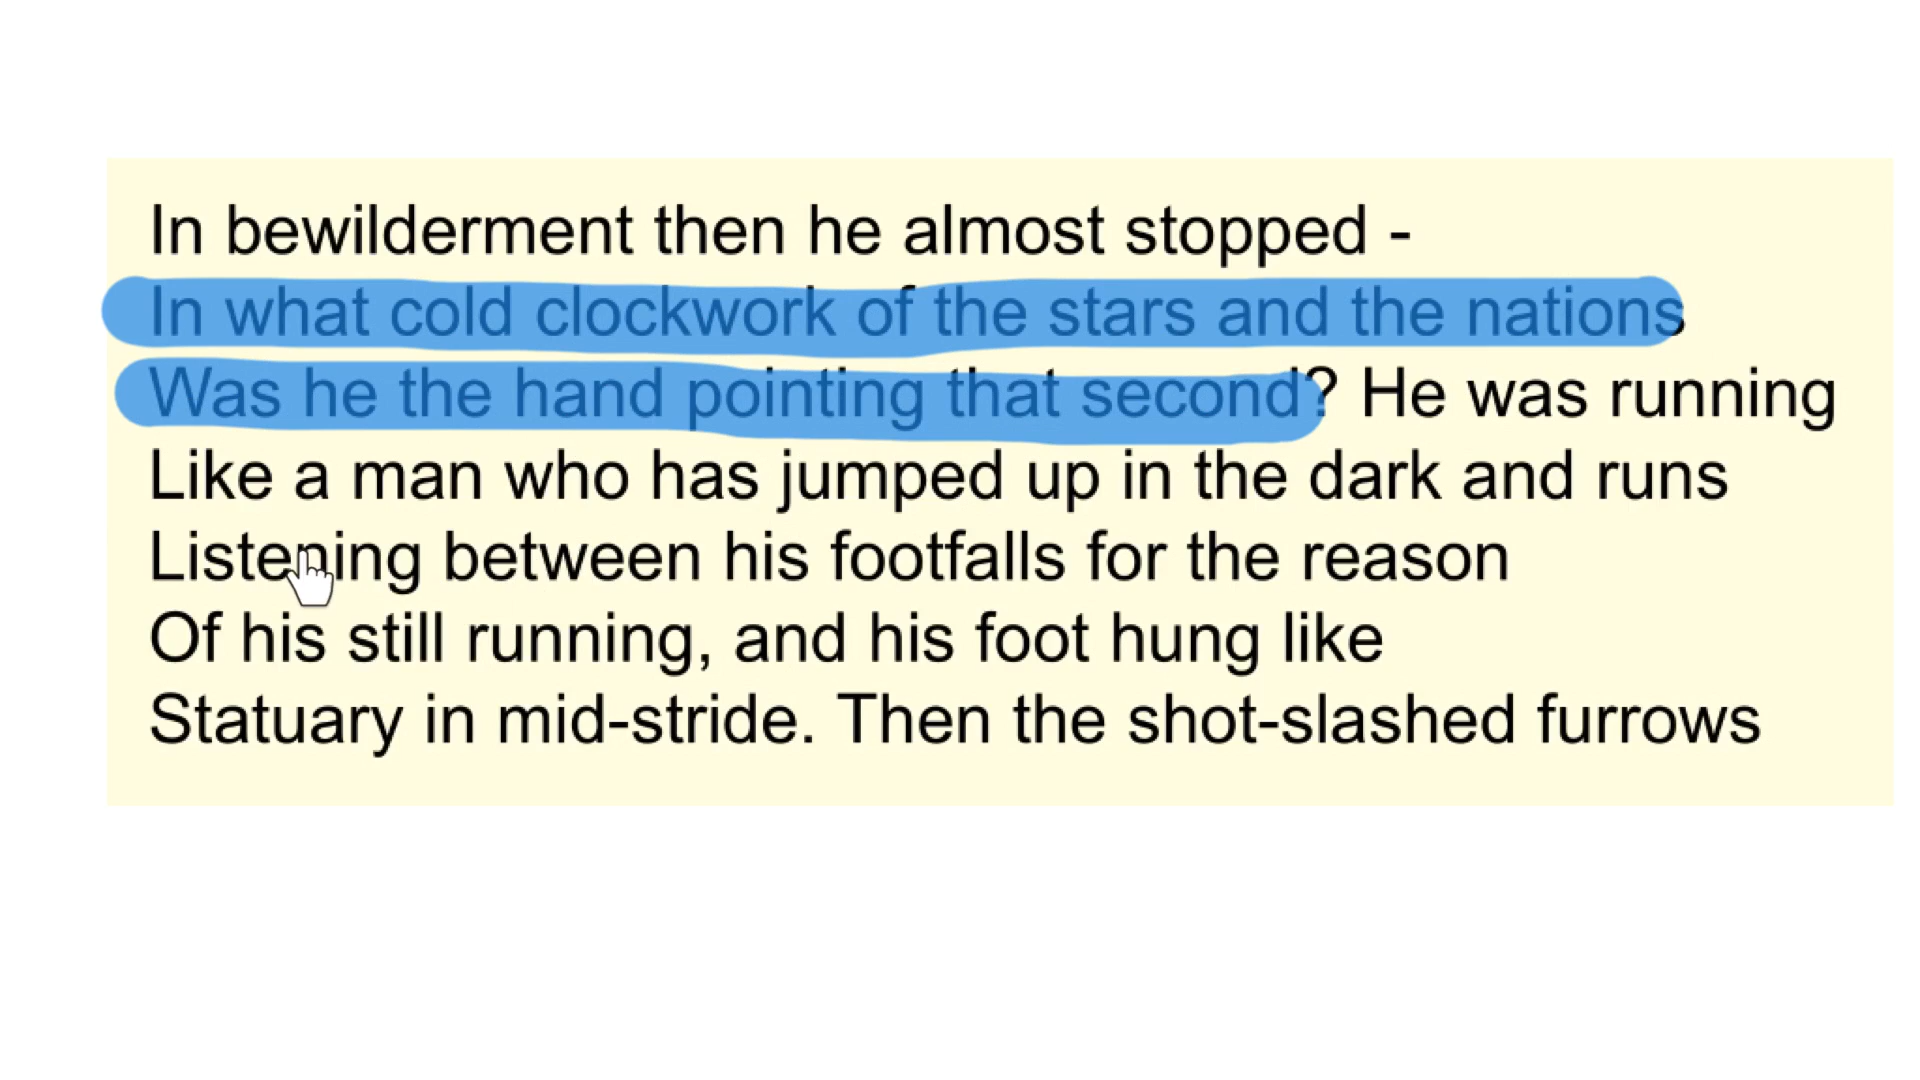 In bewilderment then he almost stopped -
In what cold clockwork of the stars and the nations
Was he the hand pointing that second? He was running
Like a man who has jumped up in the dark and runs
Listening between his footfalls for the reason
Of his still running, and his foot hung like
Statuary in mid-stride. Then the shot-slashed furrows